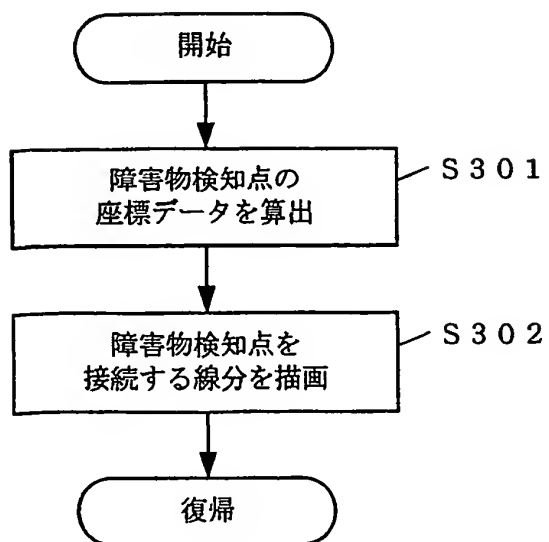 開始
障害物検知点の
座標データを算出
S301
障害物検知点を
接続する線分を描画
S302
復帰